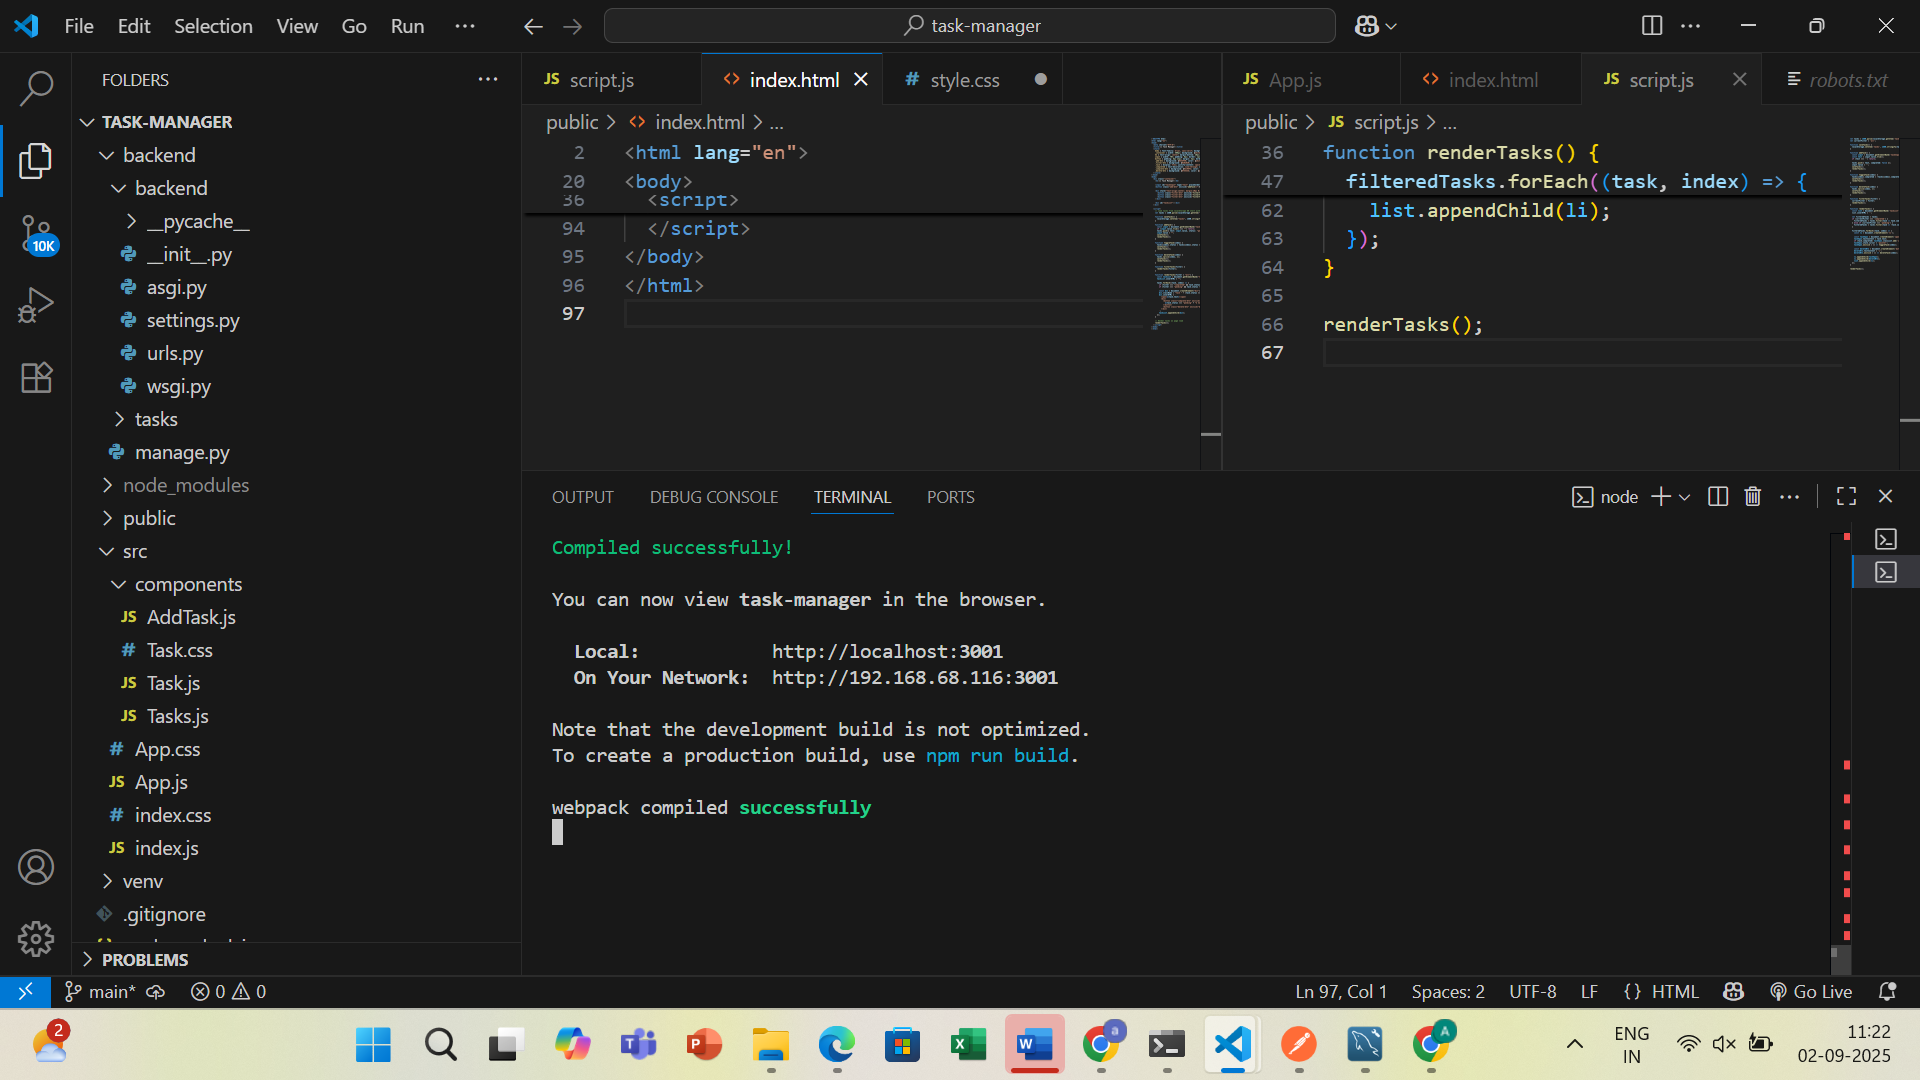 File Edit Selection View Go Run ··· task-manager
FOLDERS ···
TASK-MANAGER
backend
backend
__pycache__
__init__.py
asgi.py
settings.py
urls.py
wsgi.py
tasks
manage.py
node_modules
public
src
components
JS AddTask.js
# Task.css
JS Task.js
JS Tasks.js
# App.css
JS App.js
# index.css
JS index.js
venv
.gitignore
PROBLEMS
10K
JS script.js <> index.html # style.css
public > <> index.html > ...
2 <html lang="en">
20 <body>
36 <script>
94 </script>
95 </body>
96 </html>
97
JS App.js <> index.html JS script.js robots.txt
public > JS script.js > ...
36 function renderTasks() {
47 filteredTasks.forEach((task, index) => {
62 list.appendChild(li);
63 });
64 }
65
66 renderTasks();
67
OUTPUT DEBUG CONSOLE TERMINAL PORTS node
Compiled successfully!
You can now view task-manager in the browser.
Local: http://localhost:3001
On Your Network: http://192.168.68.116:3001
Note that the development build is not optimized.
To create a production build, use npm run build.
webpack compiled successfully
main* 0 0 Ln 97, Col 1 Spaces: 2 UTF-8 LF {} HTML Go Live
2 ENG 11:22
IN 02-09-2025